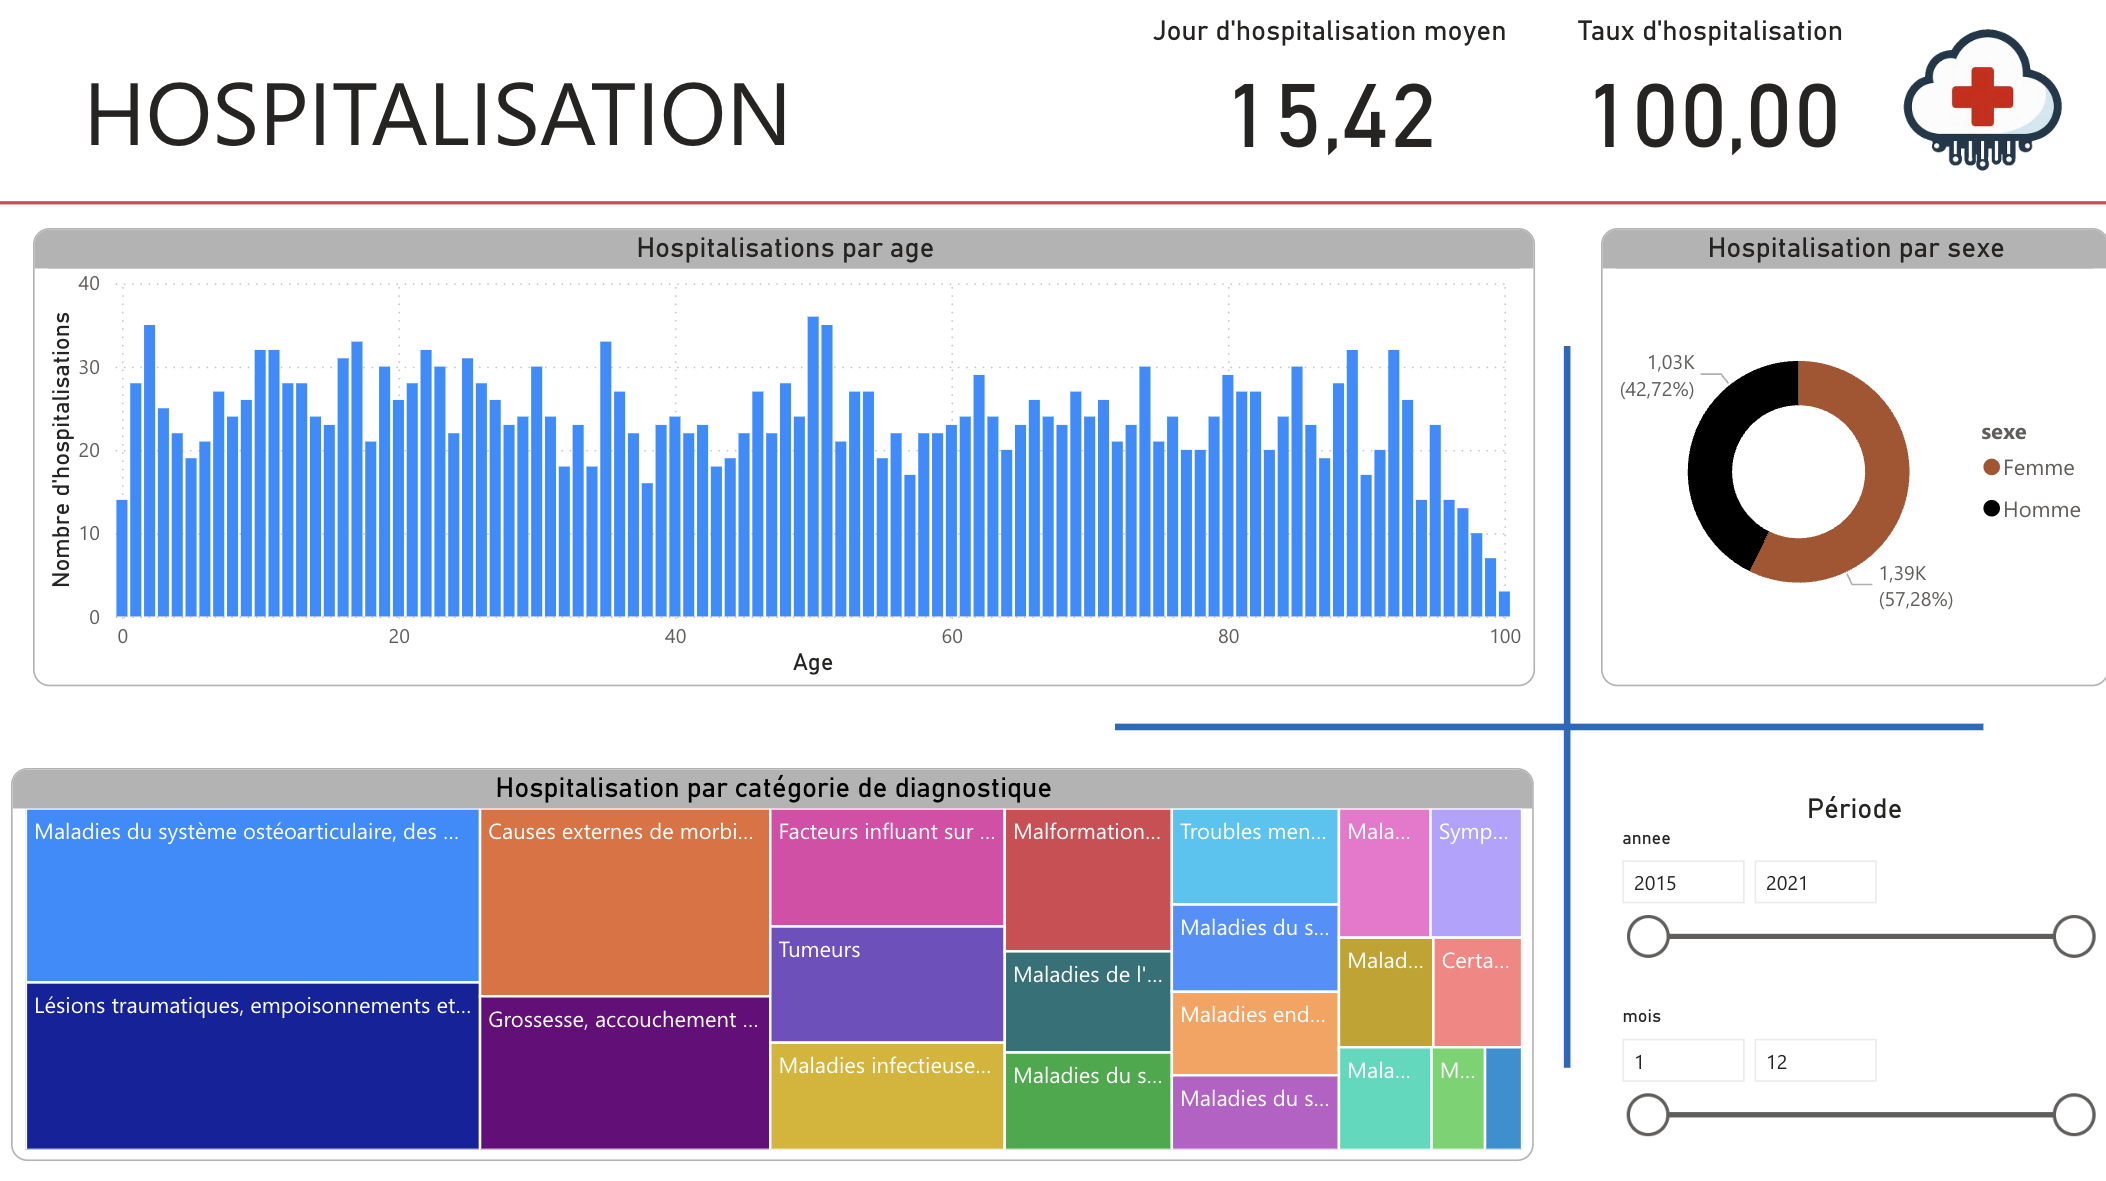 HOSPITALISATION
Jour d'hospitalisation moyen
15,42
Taux d'hospitalisation
100,00
Hospitalisations par age
Nombre d'hospitalisations
40
30
20
10
0
0 20 40 60 80 100
Age
Hospitalisation par sexe
1,03K
(42,72%)
1,39K
(57,28%)
sexe
Femme
Homme
Hospitalisation par catégorie de diagnostique
Maladies du système ostéoarticulaire, des ...
Lésions traumatiques, empoisonnements et...
Causes externes de morbi...
Grossesse, accouchement ...
Facteurs influant sur ...
Tumeurs
Maladies infectieuse...
Malformation...
Maladies de l'...
Maladies du s...
Troubles men...
Maladies du s...
Maladies end...
Maladies du s...
Mala...
Symp...
Malad...
Certa...
Mala...
M...
Période
annee
2015 2021
mois
1 12